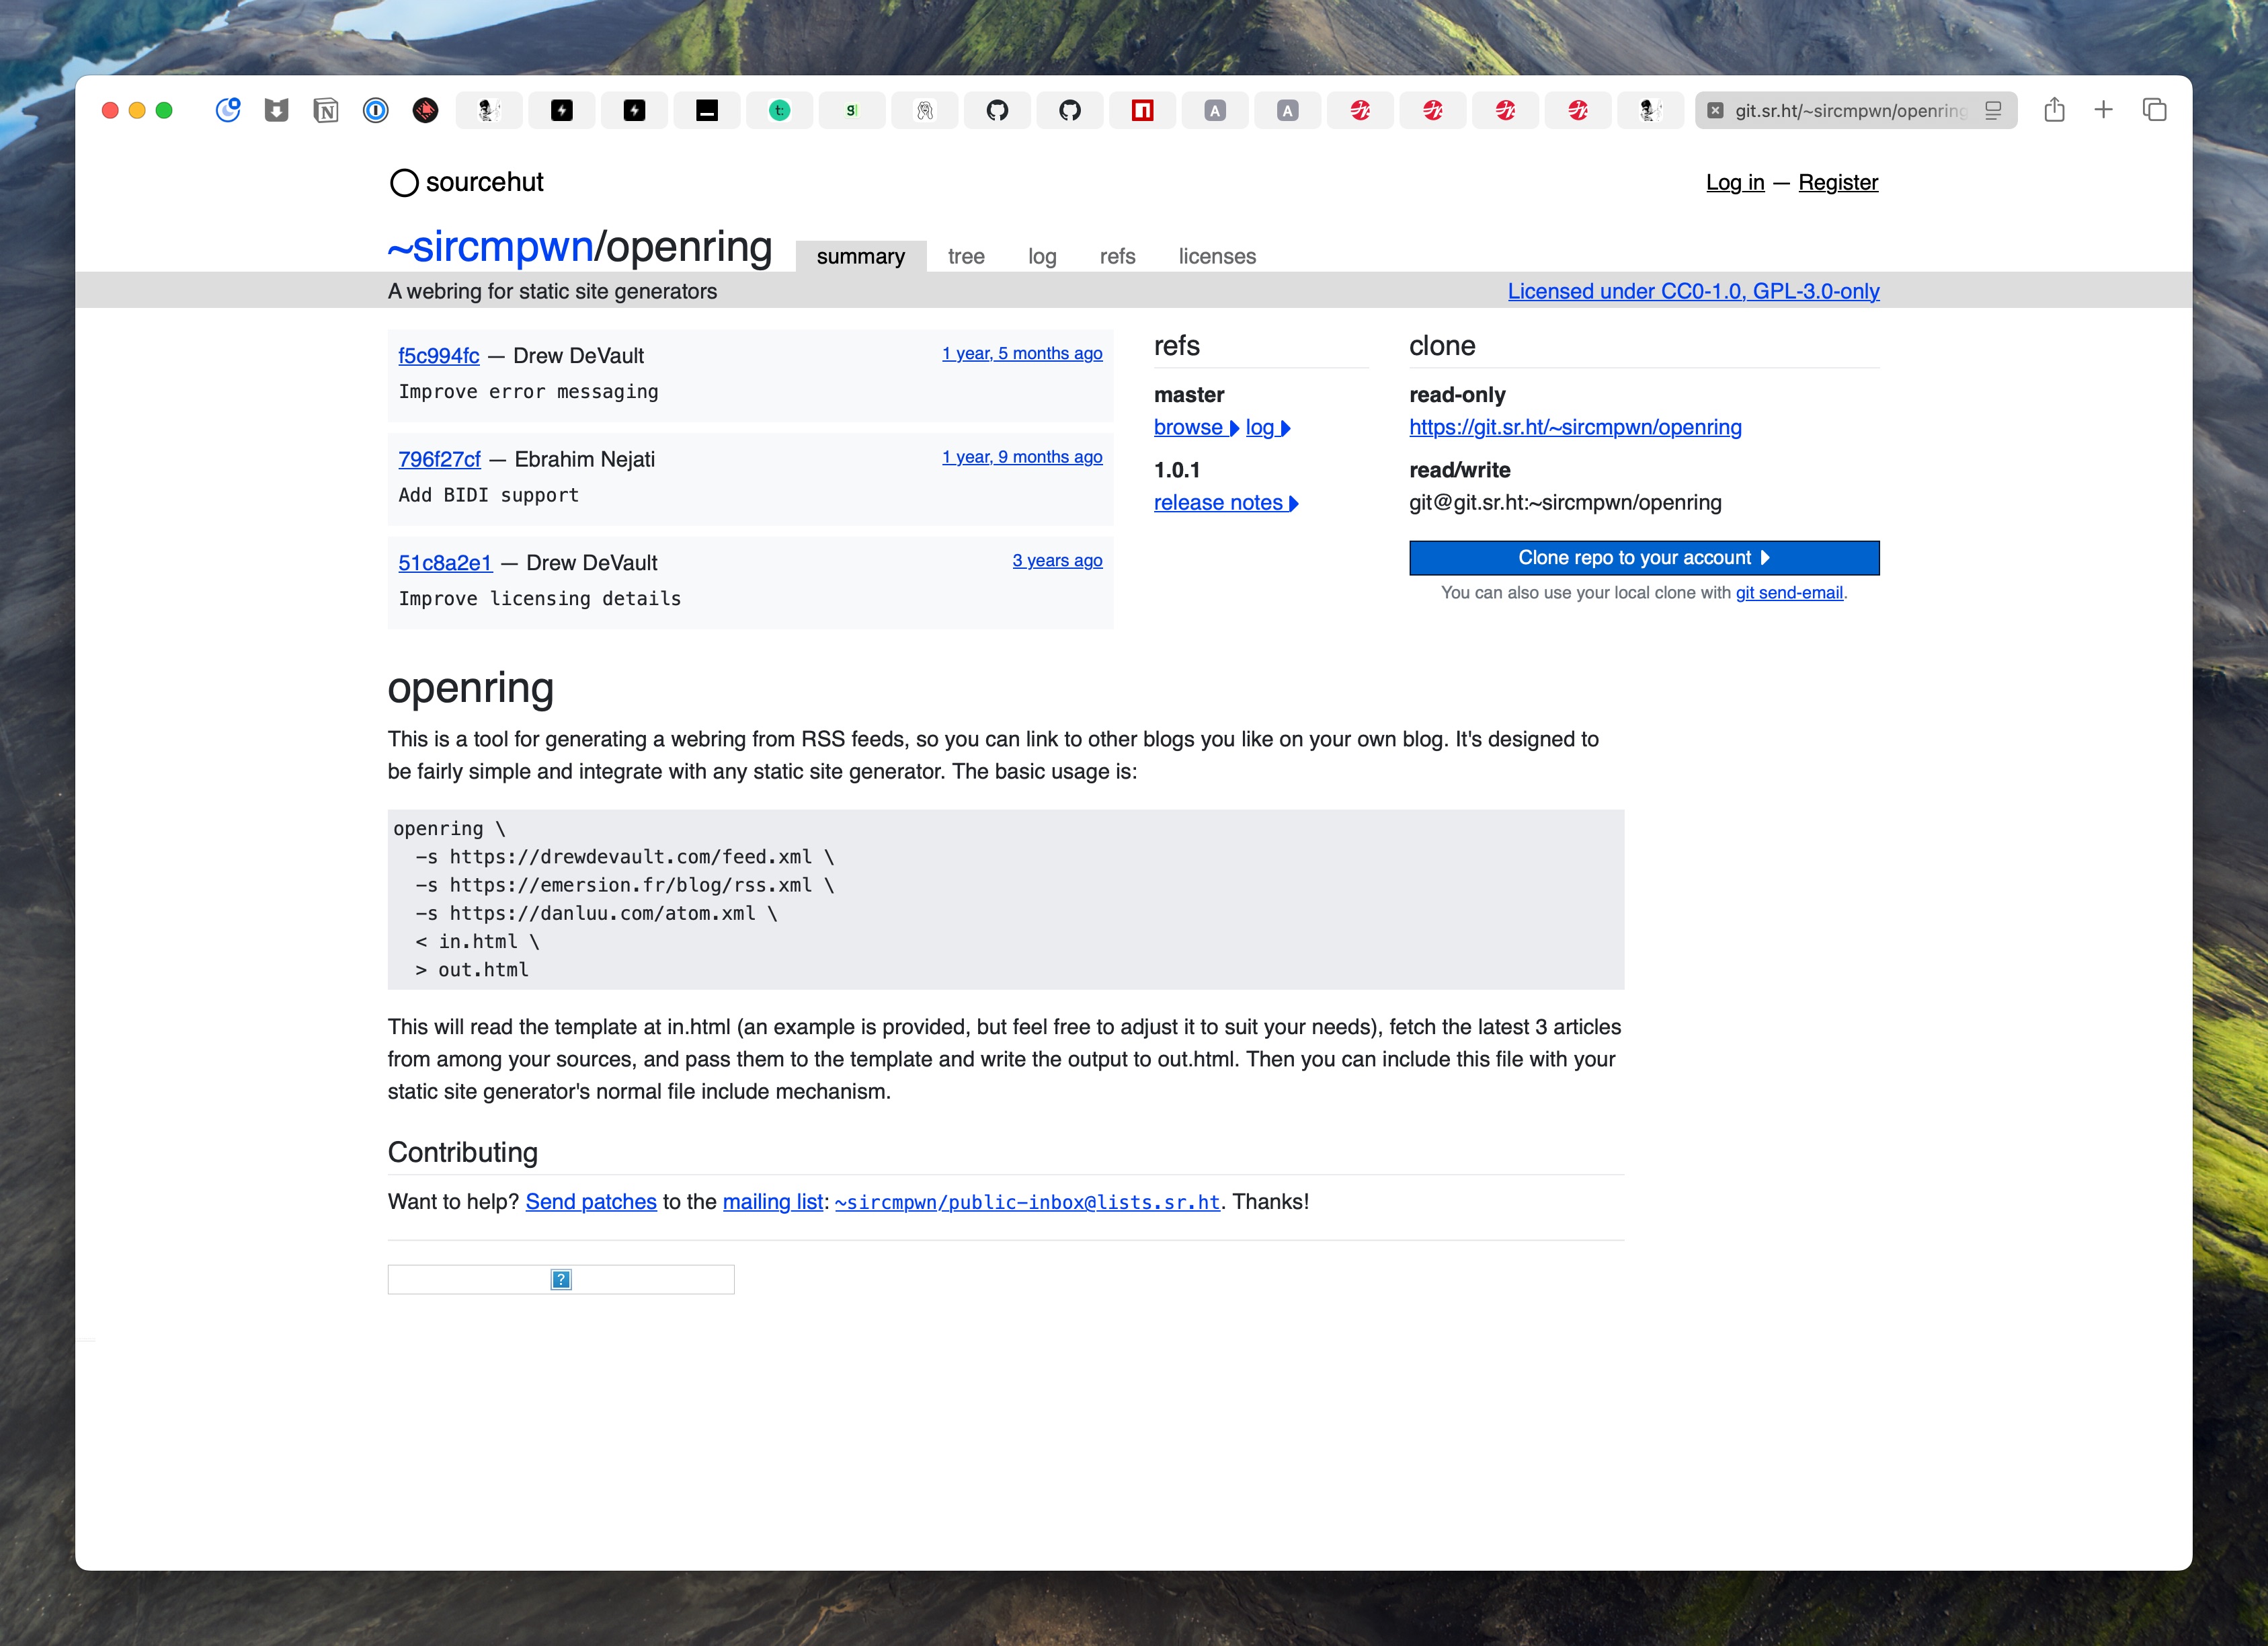 git.sr.ht/~sircmpwn/openring
sourcehut
Log in — Register
~sircmpwn/openring
summary
tree
log
refs
licenses
A webring for static site generators
Licensed under CC0-1.0, GPL-3.0-only
f5c994fc — Drew DeVault
1 year, 5 months ago
Improve error messaging
796f27cf — Ebrahim Nejati
1 year, 9 months ago
Add BIDI support
51c8a2e1 — Drew DeVault
3 years ago
Improve licensing details
refs
master
browse log
1.0.1
release notes
clone
read-only
https://git.sr.ht/~sircmpwn/openring
read/write
git@git.sr.ht:~sircmpwn/openring
Clone repo to your account
You can also use your local clone with git send-email.
openring
This is a tool for generating a webring from RSS feeds, so you can link to other blogs you like on your own blog. It's designed to
be fairly simple and integrate with any static site generator. The basic usage is:
openring \
  -s https://drewdevault.com/feed.xml \
  -s https://emersion.fr/blog/rss.xml \
  -s https://danluu.com/atom.xml \
  < in.html \
  > out.html
This will read the template at in.html (an example is provided, but feel free to adjust it to suit your needs), fetch the latest 3 articles
from among your sources, and pass them to the template and write the output to out.html. Then you can include this file with your
static site generator's normal file include mechanism.
Contributing
Want to help? Send patches to the mailing list: ~sircmpwn/public-inbox@lists.sr.ht. Thanks!